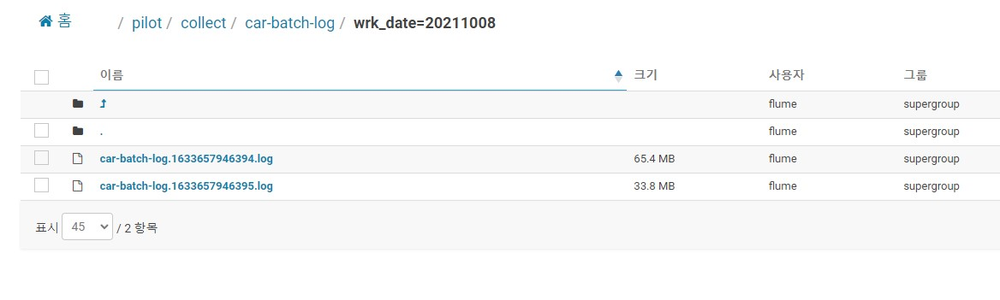 홈 / pilot / collect / car-batch-log / wrk_date=20211008
이름 크기 사용자 그룹
flume supergroup
. flume supergroup
car-batch-log.1633657946394.log 65.4 MB flume supergroup
car-batch-log.1633657946395.log 33.8 MB flume supergroup
표시 45 / 2 항목